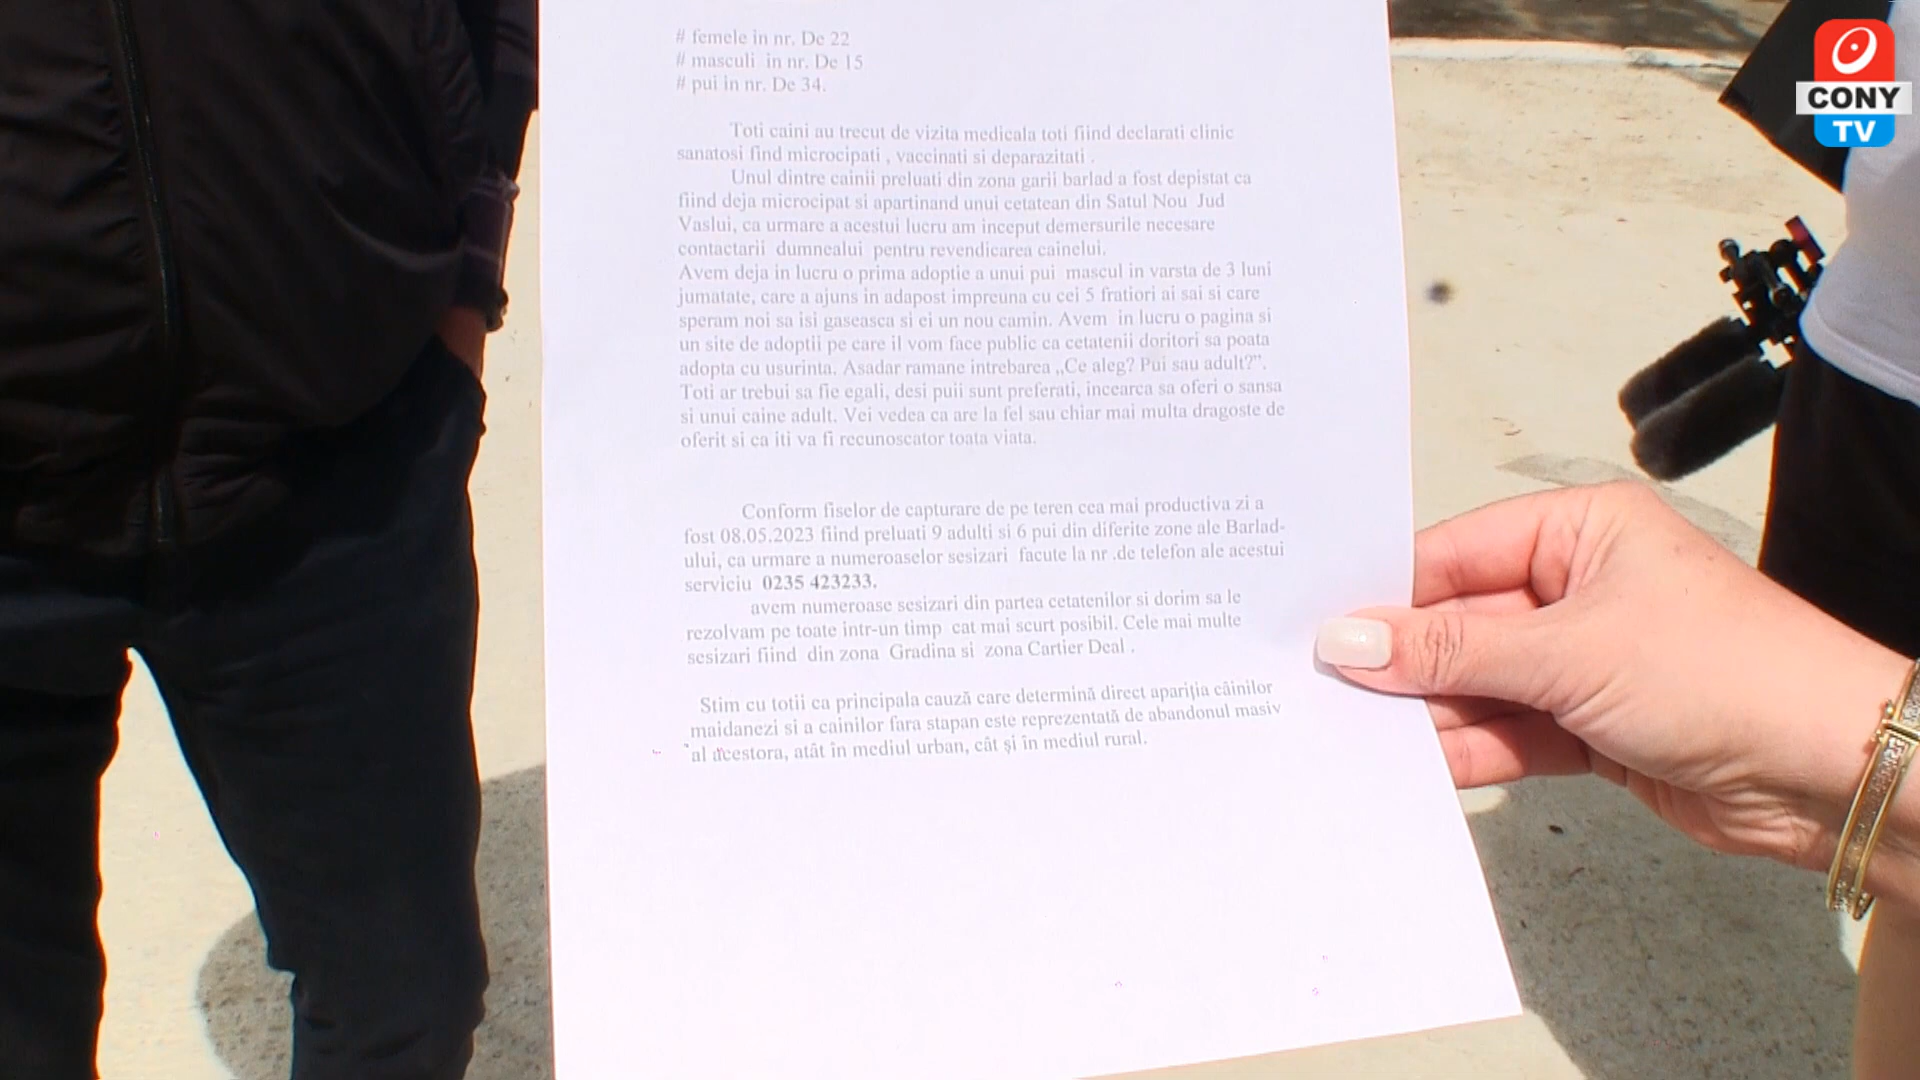 # femele in nr. De 22
# masculi in nr. De 15
# pui in nr. De 34.
Toti caini au trecut de vizita medicala toti fiind declarati clinic
sanatosi find microcipati , vaccinati si deparazitati .
Unul dintre cainii preluati din zona garii barlad a fost depistat ca
fiind deja microcipat si apartinand unui cetatean din Satul Nou Jud
Vaslui, ca urmare a acestui lucru am inceput demersurile necesare
contactarii dumnealui pentru revendicarea cainelui.
Avem deja in lucru o prima adoptie a unui pui mascul in varsta de 3 luni
jumatate, care a ajuns in adapost impreuna cu cei 5 fratiori ai sai si care
speram noi sa isi gaseasca si ei un nou camin. Avem in lucru o pagina si
un site de adoptii pe care il vom face public ca cetatenii doritori sa poata
adopta cu usurinta. Asadar ramane intrebarea „Ce aleg? Pui sau adult?”.
Toti ar trebui sa fie egali, desi puii sunt preferati, incearca sa oferi o sansa
si unui caine adult. Vei vedea ca are la fel sau chiar mai multa dragoste de
oferit si ca iti va fi recunoscator toata viata.
Conform fiselor de capturare de pe teren cea mai productiva zi a
fost 08.05.2023 fiind preluati 9 adulti si 6 pui din diferite zone ale Barlad-
ului, ca urmare a numeroaselor sesizari facute la nr .de telefon ale acestui
serviciu 0235 423233.
avem numeroase sesizari din partea cetatenilor si dorim sa le
rezolvam pe toate intr-un timp cat mai scurt posibil. Cele mai multe
sesizari fiind din zona Gradina si zona Cartier Deal .
Stim cu totii ca principala cauză care determină direct apariția câinilor
maidanezi si a cainilor fara stapan este reprezentată de abandonul masiv
al acestora, atât în mediul urban, cât și în mediul rural.
CONY
TV